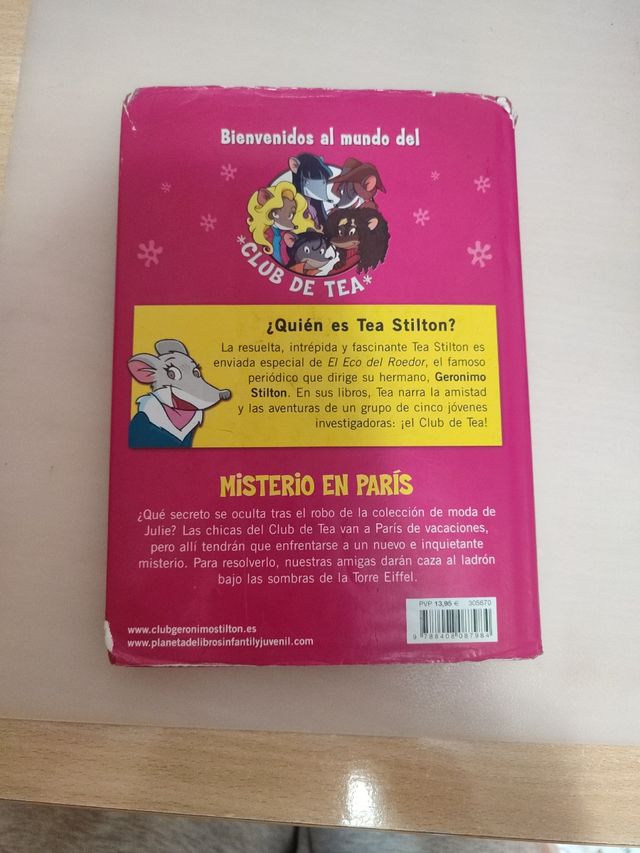 Bienvenidos al mundo del
*CLUB DE TEA*
¿Quién es Tea Stilton?
La resuelta, intrépida y fascinante Tea Stilton es
enviada especial de El Eco del Roedor, el famoso
periódico que dirige su hermano, Geronimo
Stilton. En sus libros, Tea narra la amistad
y las aventuras de un grupo de cinco jóvenes
investigadoras: ¡el Club de Tea!
MISTERIO EN PARÍS
¿Qué secreto se oculta tras el robo de la colección de moda de
Julie? Las chicas del Club de Tea van a París de vacaciones,
pero allí tendrán que enfrentarse a un nuevo e inquietante
misterio. Para resolverlo, nuestras amigas darán caza al ladrón
bajo las sombras de la Torre Eiffel.
PVP 13,95 € 305670
9 788408 087984
www.clubgeronimostilton.es
www.planetadelibrosinfantilyjuvenil.com